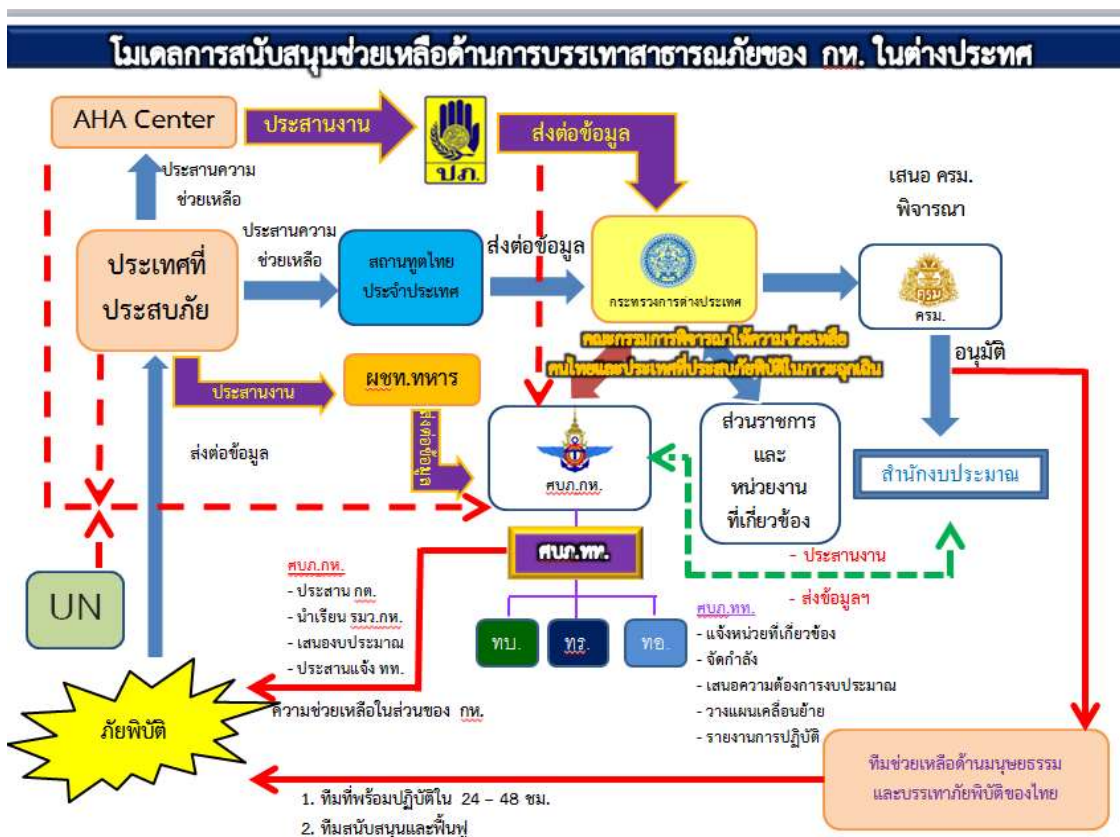 โมเดลการสนับสนุนช่วยเหลือด้านการบรรเทาสาธารณภัยของ กห. ในต่างประทศ
AHA Center
ประสานงาน
ปภ.
ส่งต่อข้อมูล
ประสานความ
ช่วยเหลือ
เสนอ ครม.
พิจารณา
ประเทศที่
ประสบภัย
ประสานความ
ช่วยเหลือ
สถานทูตไทย
ประจำประเทศ
ส่งต่อข้อมูล
กระทรวงการต่างประเทศ
ครม
ครม.
คณะกรรมการพิจารณาให้ความช่วยเหลือ
คนไทยและประเทศที่ประสบภัยพิบัติในภาวะฉุกเฉิน
อนุมัติ
ประสานงาน
ผชท.ทหาร
ส่งต่อข้อมูล
ส่งต่อข้อมูล
ศบภ.กห.
ส่วนราชการ
และ
หน่วยงาน
ที่เกี่ยวข้อง
สำนักงบประมาณ
ศบภ.ทท.
- ประสานงาน
- ส่งข้อมูลฯ
UN
ศบภ.กห.
- ประสาน กต.
- นำเรียน รมว.กห.
- เสนองบประมาณ
- ประสานแจ้ง ทท.
ทบ.
ทร.
ทอ.
ศบภ.ทท.
- แจ้งหน่วยที่เกี่ยวข้อง
- จัดกำลัง
- เสนอความต้องการงบประมาณ
- วางแผนเคลื่อนย้าย
- รายงานการปฏิบัติ
ความช่วยเหลือในส่วนของ กห.
ภัยพิบัติ
ทีมช่วยเหลือด้านมนุษยธรรม
และบรรเทาภัยพิบัติของไทย
1. ทีมที่พร้อมปฏิบัติใน 24 – 48 ชม.
2. ทีมสนับสนุนและฟื้นฟู